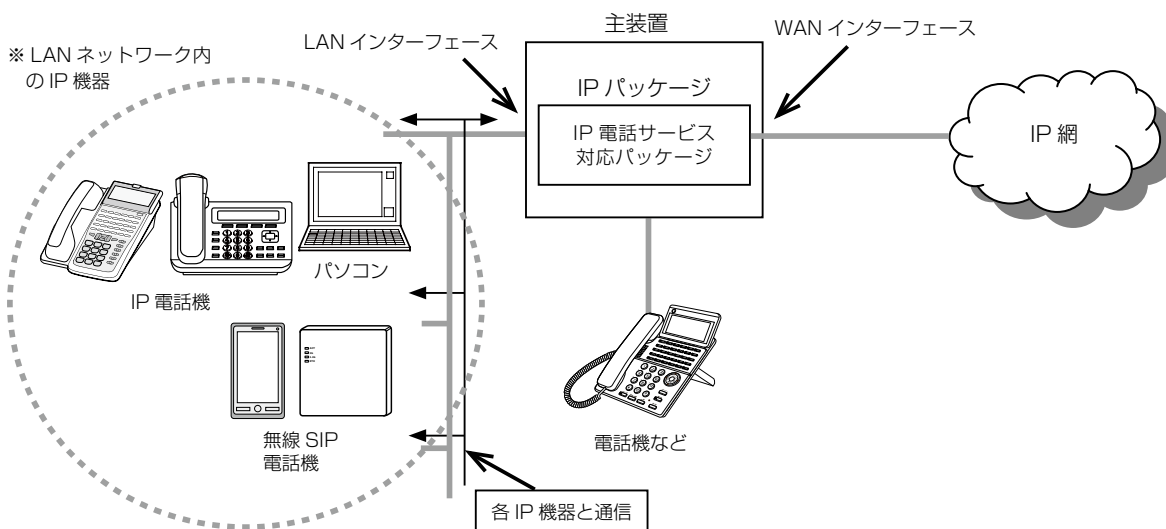 主装置
LAN インターフェース
WAN インターフェース
※ LAN ネットワーク内
の IP 機器
IP パッケージ
IP 電話サービス
対応パッケージ
IP 網
パソコン
IP 電話機
無線 SIP
電話機
電話機など
各 IP 機器と通信